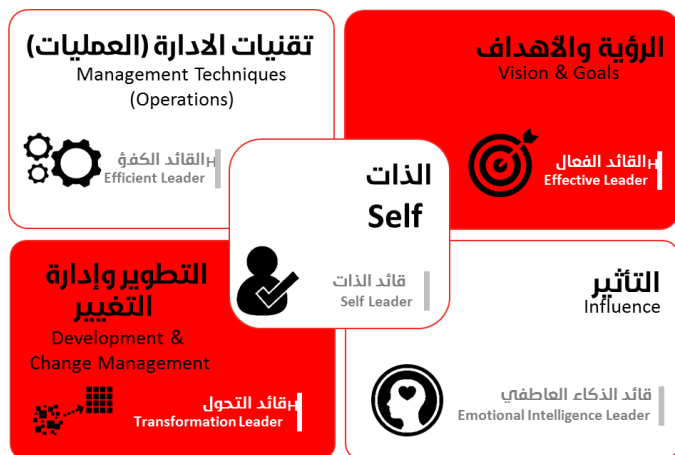 تقنيات الادارة (العمليات)
Management Techniques
(Operations)
القائد الكفؤ
Efficient Leader
الرؤية والأهداف
Vision & Goals
القائد الفعال
Effective Leader
الذات
Self
قائد الذات
Self Leader
التطوير وإدارة
التغيير
Development &
Change Management
قائد التحول
Transformation Leader
التأثير
Influence
قائد الذكاء العاطفي
Emotional Intelligence Leader